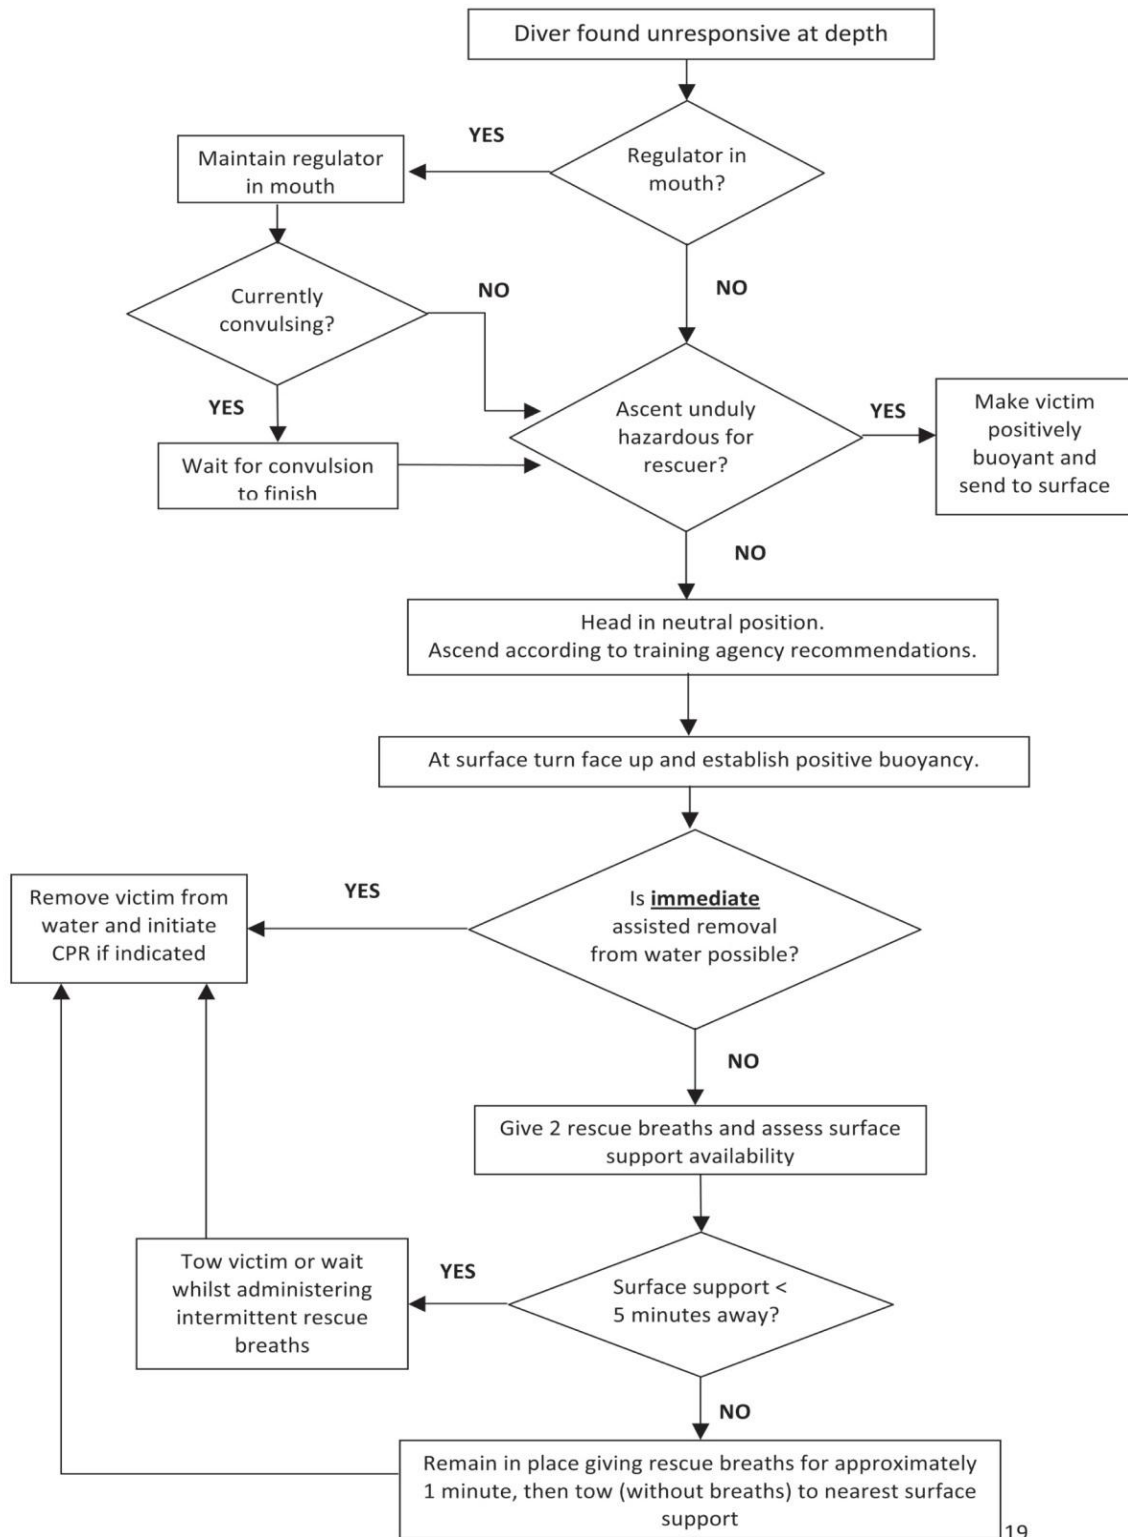 Diver found unresponsive at depth
YES
Regulator in
mouth?
Maintain regulator
in mouth
NO
Currently
convulsing?
NO
YES
Wait for convulsion
to finish
Ascent unduly
hazardous for
rescuer?
YES
Make victim
positively
buoyant and
send to surface
NO
Head in neutral position.
Ascend according to training agency recommendations.
At surface turn face up and establish positive buoyancy.
Is immediate
assisted removal
from water possible?
YES
Remove victim from
water and initiate
CPR if indicated
NO
Give 2 rescue breaths and assess surface
support availability
Surface support <
5 minutes away?
YES
Tow victim or wait
whilst administering
intermittent rescue
breaths
NO
Remain in place giving rescue breaths for approximately
1 minute, then tow (without breaths) to nearest surface
support
19